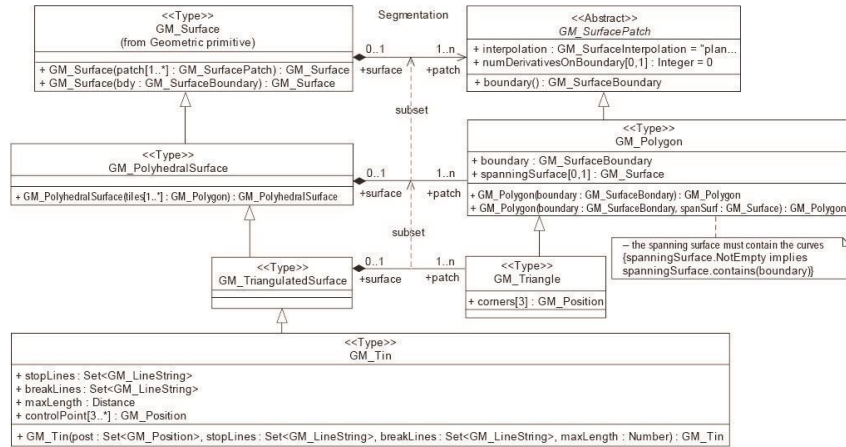 <<Type>>
GM_Surface
(from Geometric primitive)
+ GM_Surface(patch[1..*] : GM_SurfacePatch) : GM_Surface
+ GM_Surface(bdy : GM_SurfaceBoundary) : GM_Surface
Segmentation
0..1
1..n
+surface
+patch
<<Abstract>>
GM_SurfacePatch
+ interpolation : GM_SurfaceInterpolation = "plan...
+ numDerivativesOnBoundary[0,1] : Integer = 0
+ boundary() : GM_SurfaceBoundary
subset
<<Type>>
GM_PolyhedralSurface
+ GM_PolyhedralSurface(tiles[1..*] : GM_Polygon) : GM_PolyhedralSurface
0..1
1..n
+surface
+patch
<<Type>>
GM_Polygon
+ boundary : GM_SurfaceBoundary
+ spanningSurface[0,1] : GM_Surface
+ GM_Polygon(boundary : GM_SurfaceBondary) : GM_Polygon
+ GM_Polygon(boundary : GM_SurfaceBondary, spanSurf : GM_Surface) : GM_Polygon
subset
– the spanning surface must contain the curves
{spanningSurface.NotEmpty implies
spanningSurface.contains(boundary)}
<<Type>>
GM_TriangulatedSurface
0..1
1..n
+surface
+patch
<<Type>>
GM_Triangle
+ corners[3] : GM_Position
<<Type>>
GM_Tin
+ stopLines : Set<GM_LineString>
+ breakLines : Set<GM_LineString>
+ maxLength : Distance
+ controlPoint[3..*] : GM_Position
+ GM_Tin(post : Set<GM_Position>, stopLines : Set<GM_LineString>, breakLines : Set<GM_LineString>, maxLength : Number) : GM_Tin